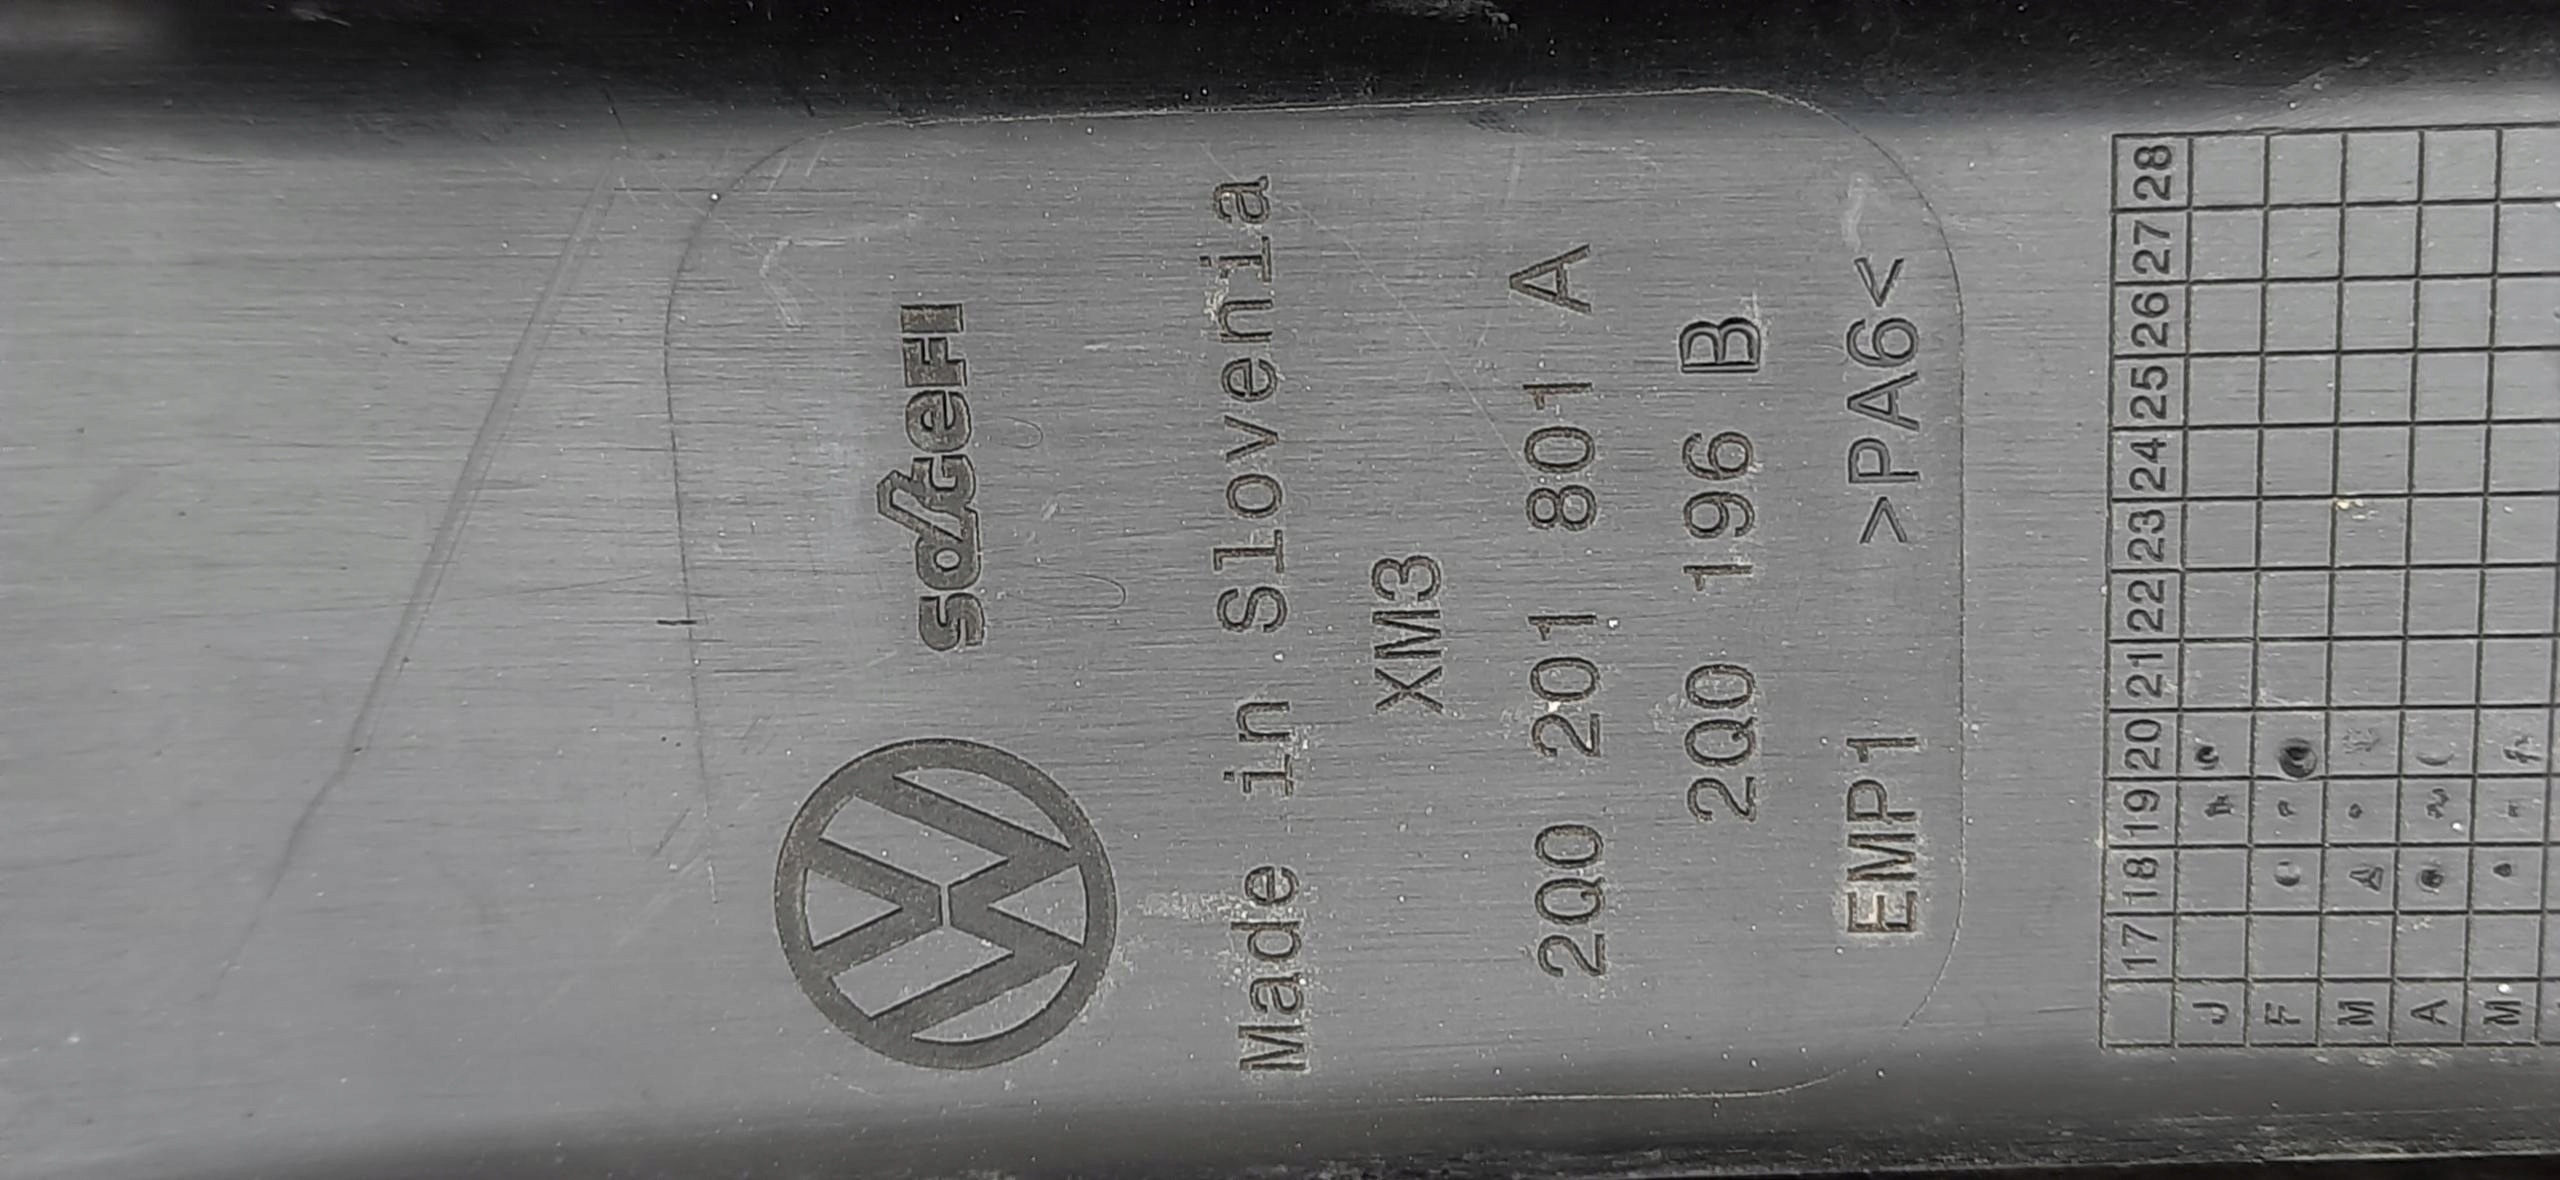 SOGEFI
Made in Slovenia
XM3
2Q0 201 801 A
2Q0 196 B
EMP1 >PA6<
17 18 19 20 21 22 23 24 25 26 27 28
J
F
M
A
M